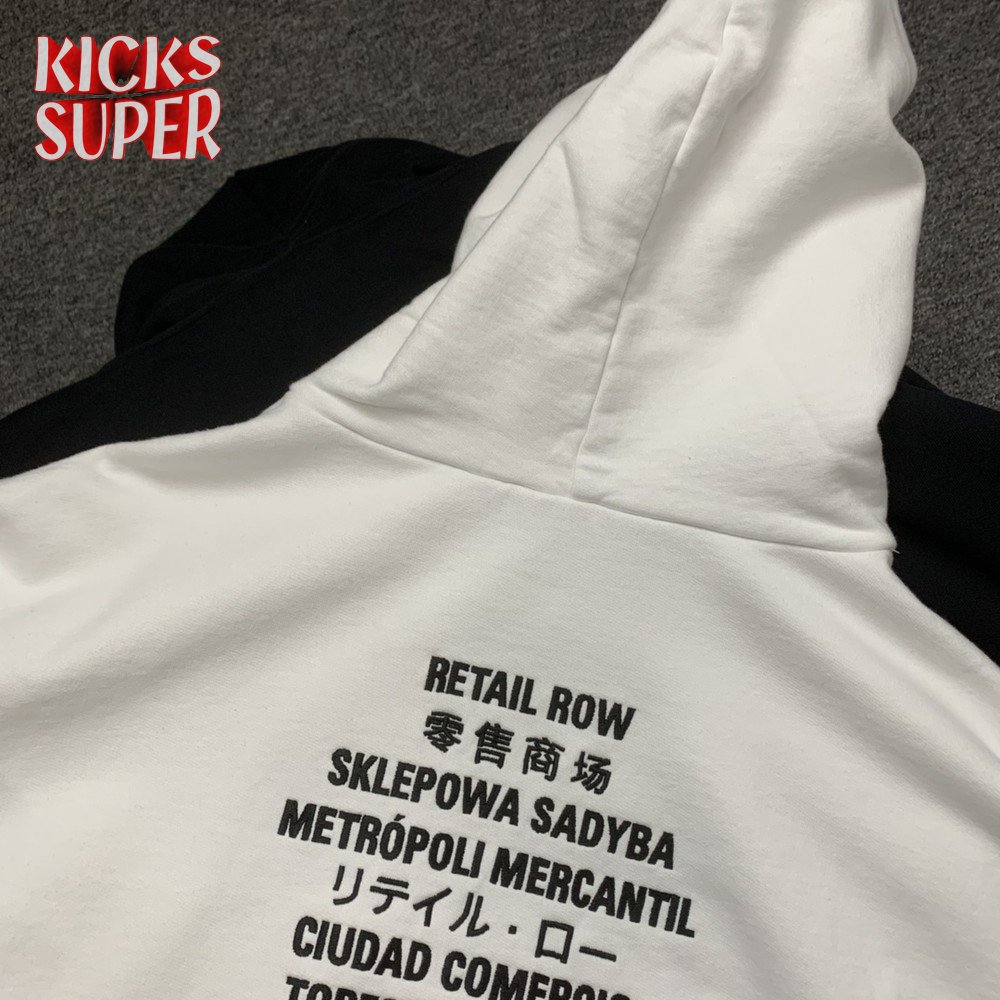 KICKS
SUPER
RETAIL ROW
零售商场
SKLEPOWA SADYBA
METRÓPOLI MERCANTIL
リテイル・ロー
CIUDAD